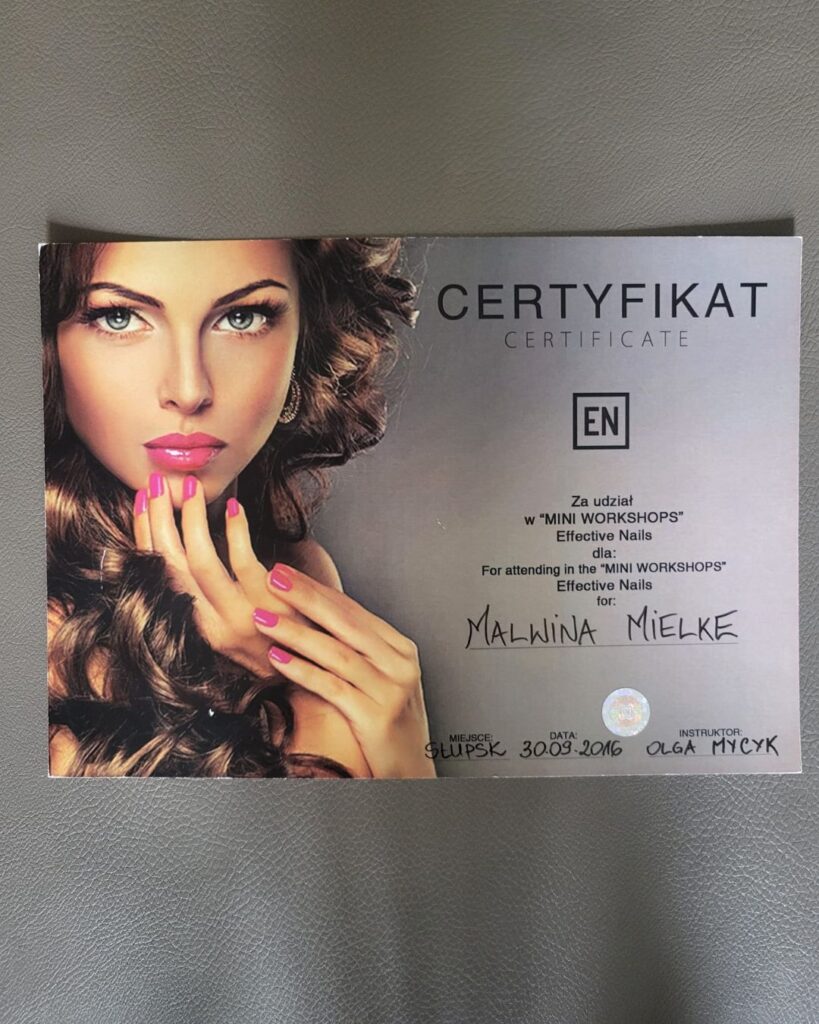 CERTYFIKAT
CERTIFICATE
EN
Za udział
w "MINI WORKSHOPS"
Effective Nails
dla:
For attending in the "MINI WORKSHOPS"
Effective Nails
for:
MALWINA MIELKE
MIEJSCE: DATA: INSTRUKTOR:
SŁUPSK 30.09.2016 OLGA MYCYK